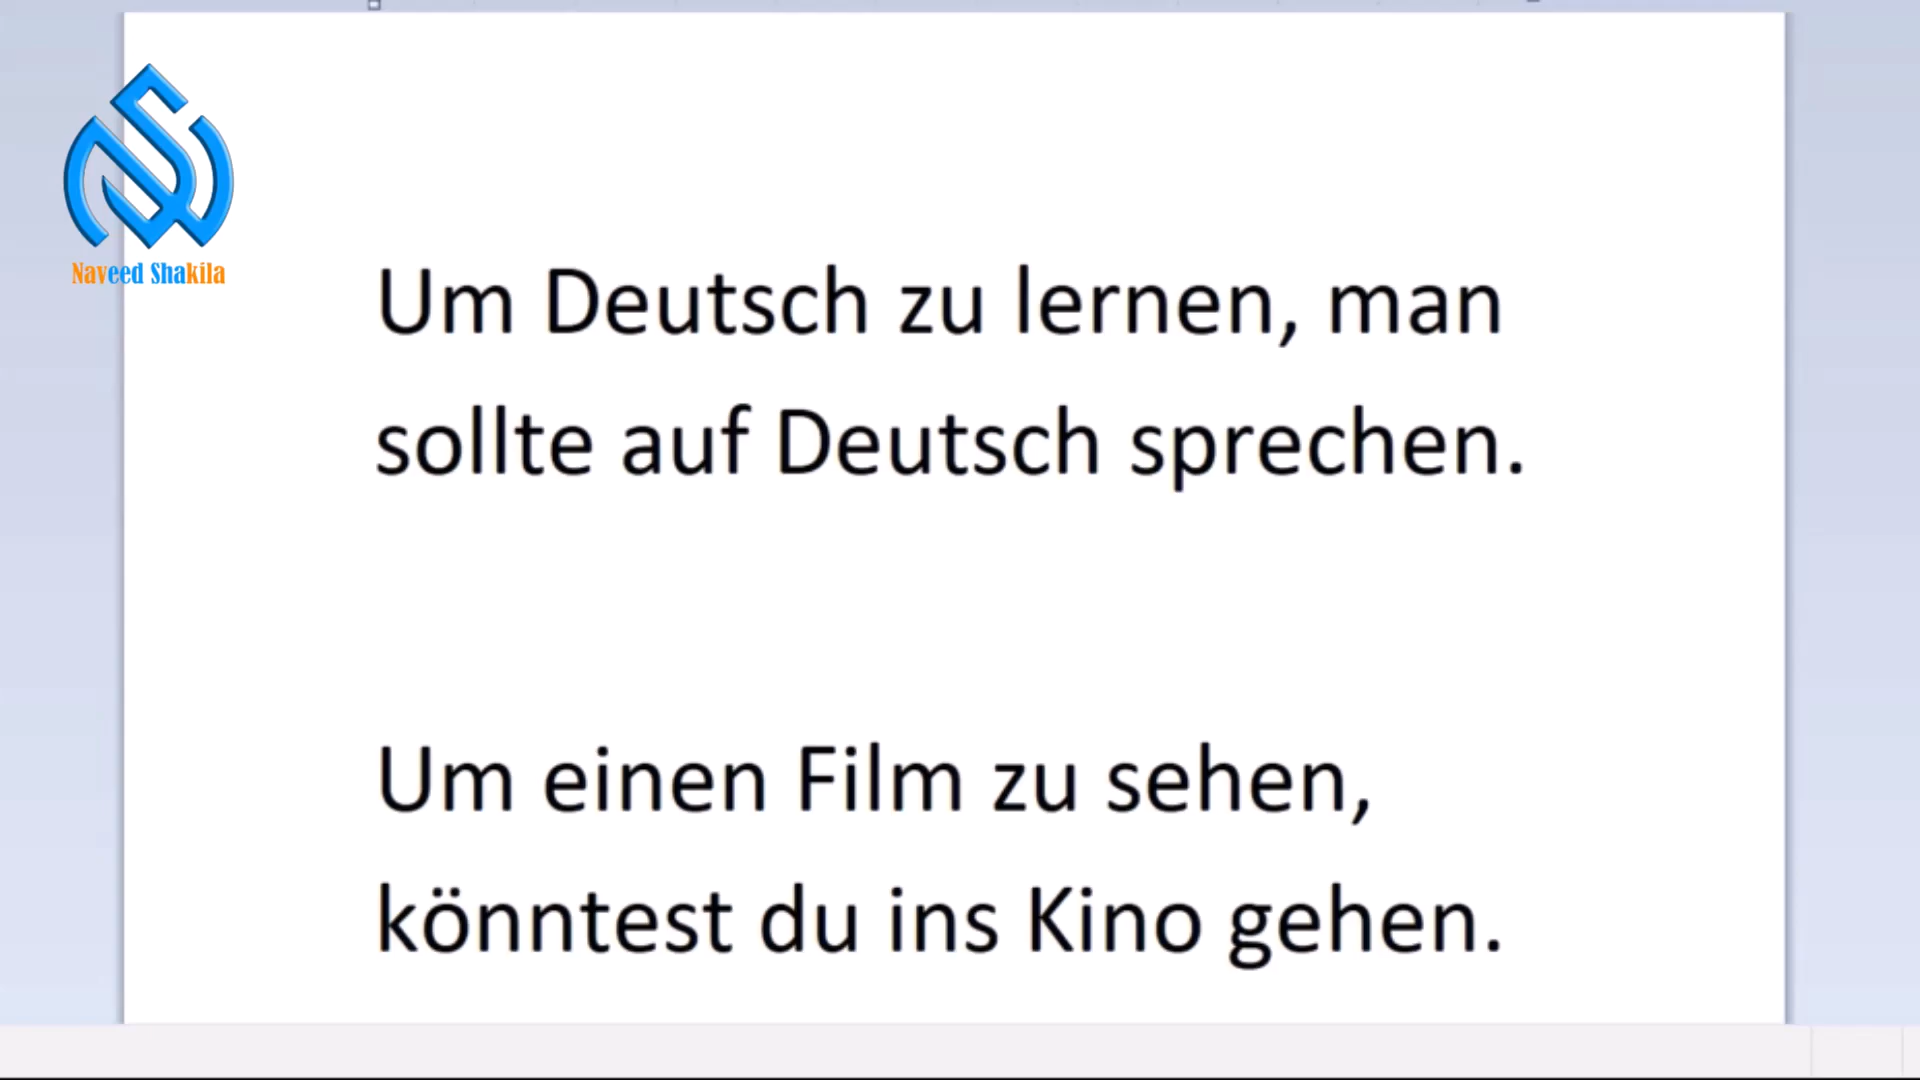 Naveed Shakila
Um Deutsch zu lernen, man
sollte auf Deutsch sprechen.
Um einen Film zu sehen,
könntest du ins Kino gehen.